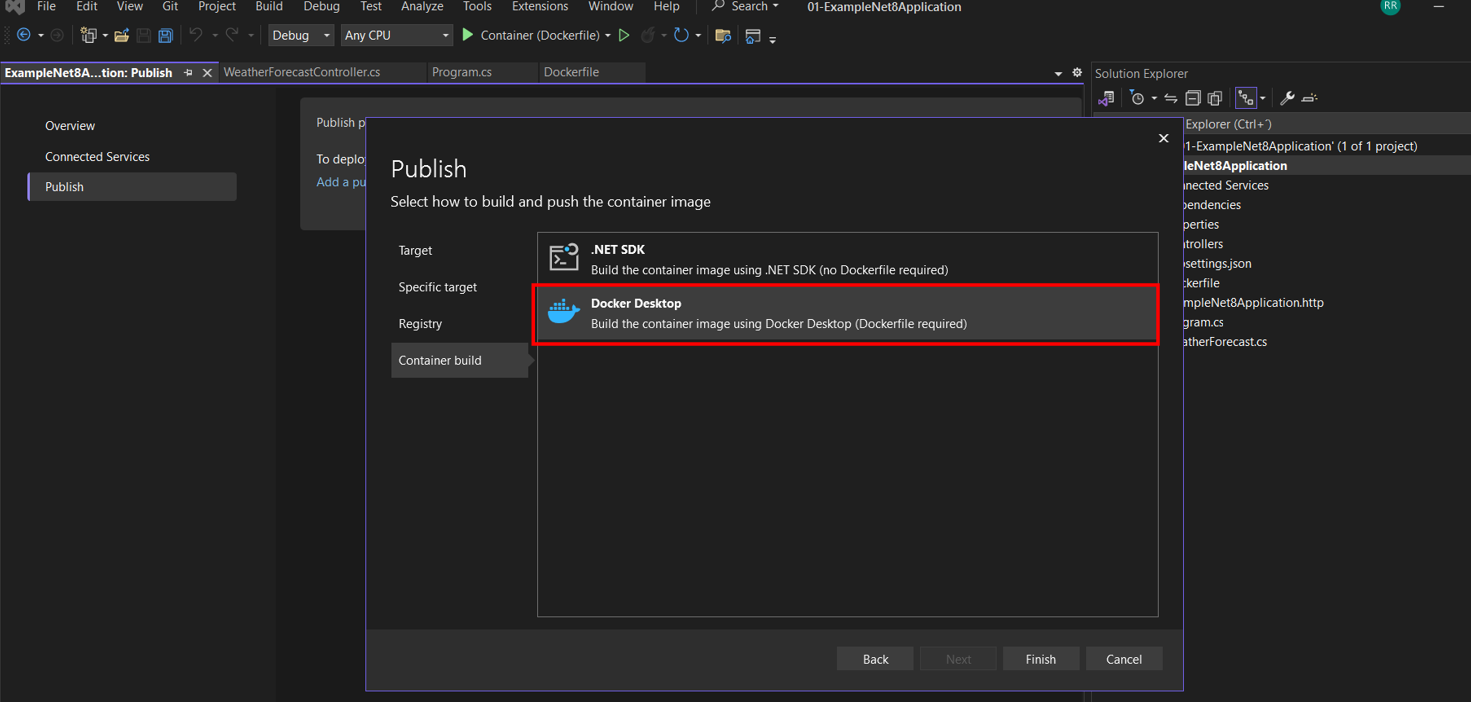 File Edit View Git Project Build Debug Test Analyze Tools Extensions Window Help Search 01-ExampleNet8Application RR
Debug Any CPU Container (Dockerfile)
ExampleNet8A...tion: Publish WeatherForecastController.cs Program.cs Dockerfile
Solution Explorer
Overview
Connected Services
Publish
Publish p
To deploy
Add a pu
Publish
Select how to build and push the container image
Target
Specific target
Registry
Container build
.NET SDK
Build the container image using .NET SDK (no Dockerfile required)
Docker Desktop
Build the container image using Docker Desktop (Dockerfile required)
Back Next Finish Cancel
Explorer (Ctrl+´)
01-ExampleNet8Application' (1 of 1 project)
leNet8Application
nnected Services
pendencies
perties
ntrollers
settings.json
ckerfile
mpleNet8Application.http
gram.cs
atherForecast.cs